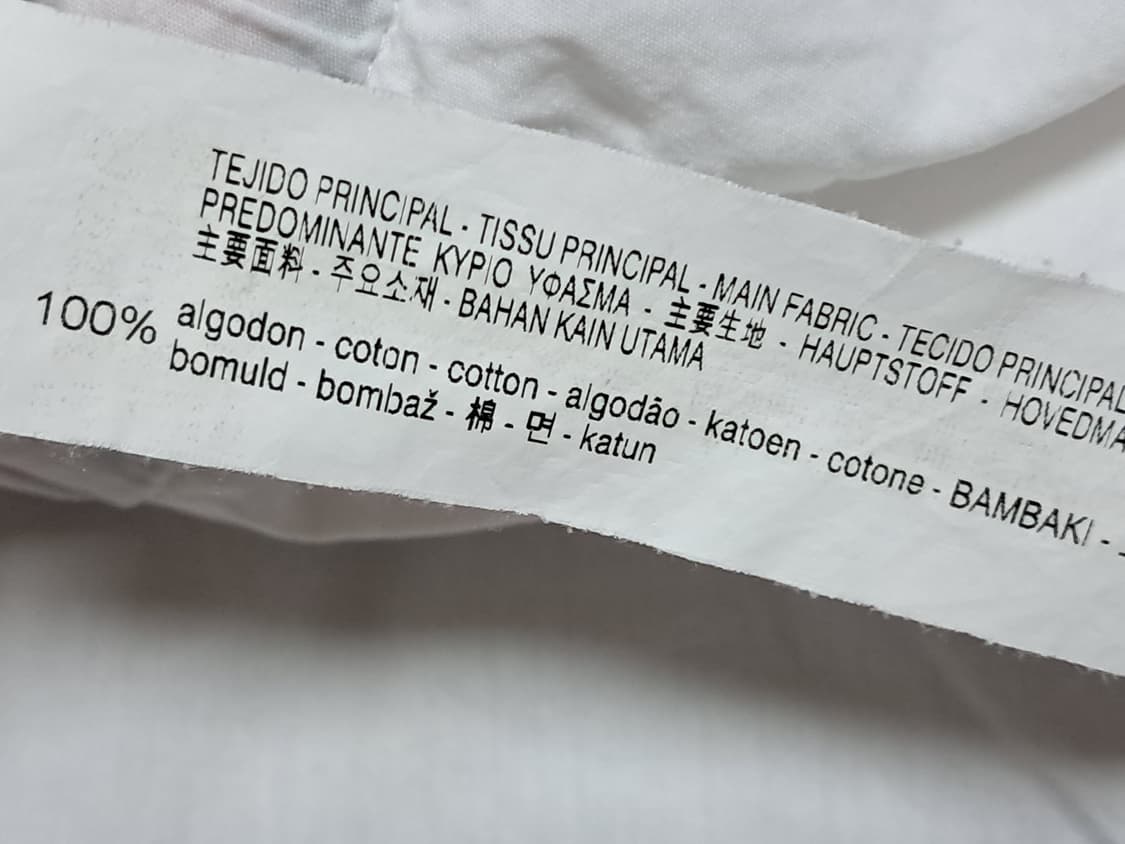 TEJIDO PRINCIPAL - TISSU PRINCIPAL - MAIN FABRIC - TECIDO PRINCIPAL
PREDOMINANTE ΚΥΡΙΟ ΥΦΑΣΜΑ - 主要生地 - HAUPTSTOFF -
主要面料 - 주요소재 - BAHAN KAIN UTAMA
100% algodon - coton - cotton - algodão - katoen - cotone - BAMBAKI -
bomuld - bombaž - 棉 - 면 - katun